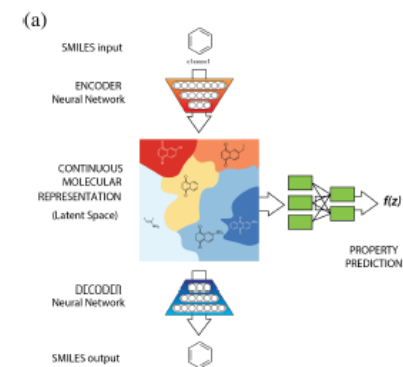 (a)
SMILES input
ENCODER
Neural Network
CONTINUOUS
MOLECULAR
REPRESENTATION
(Latent Space)
f(z)
PROPERTY
PREDICTION
DECODER
Neural Network
SMILES output